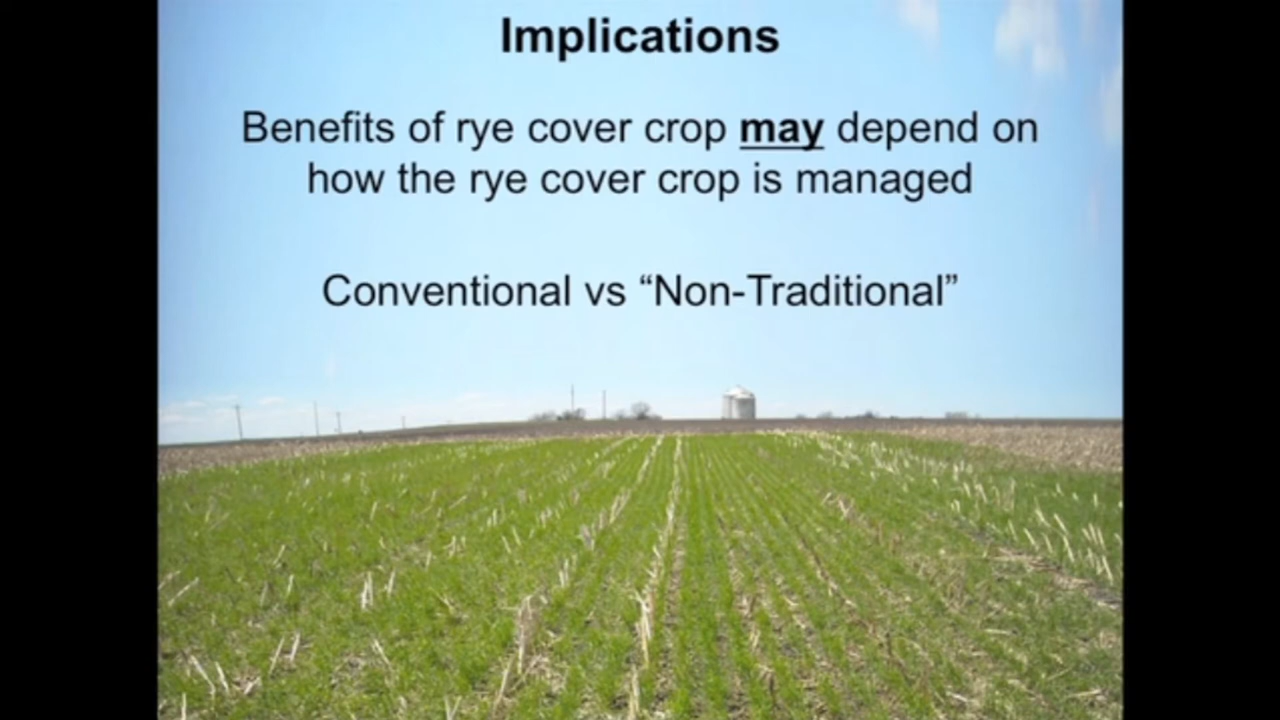 Implications
Benefits of rye cover crop may depend on
how the rye cover crop is managed
Conventional vs “Non-Traditional”